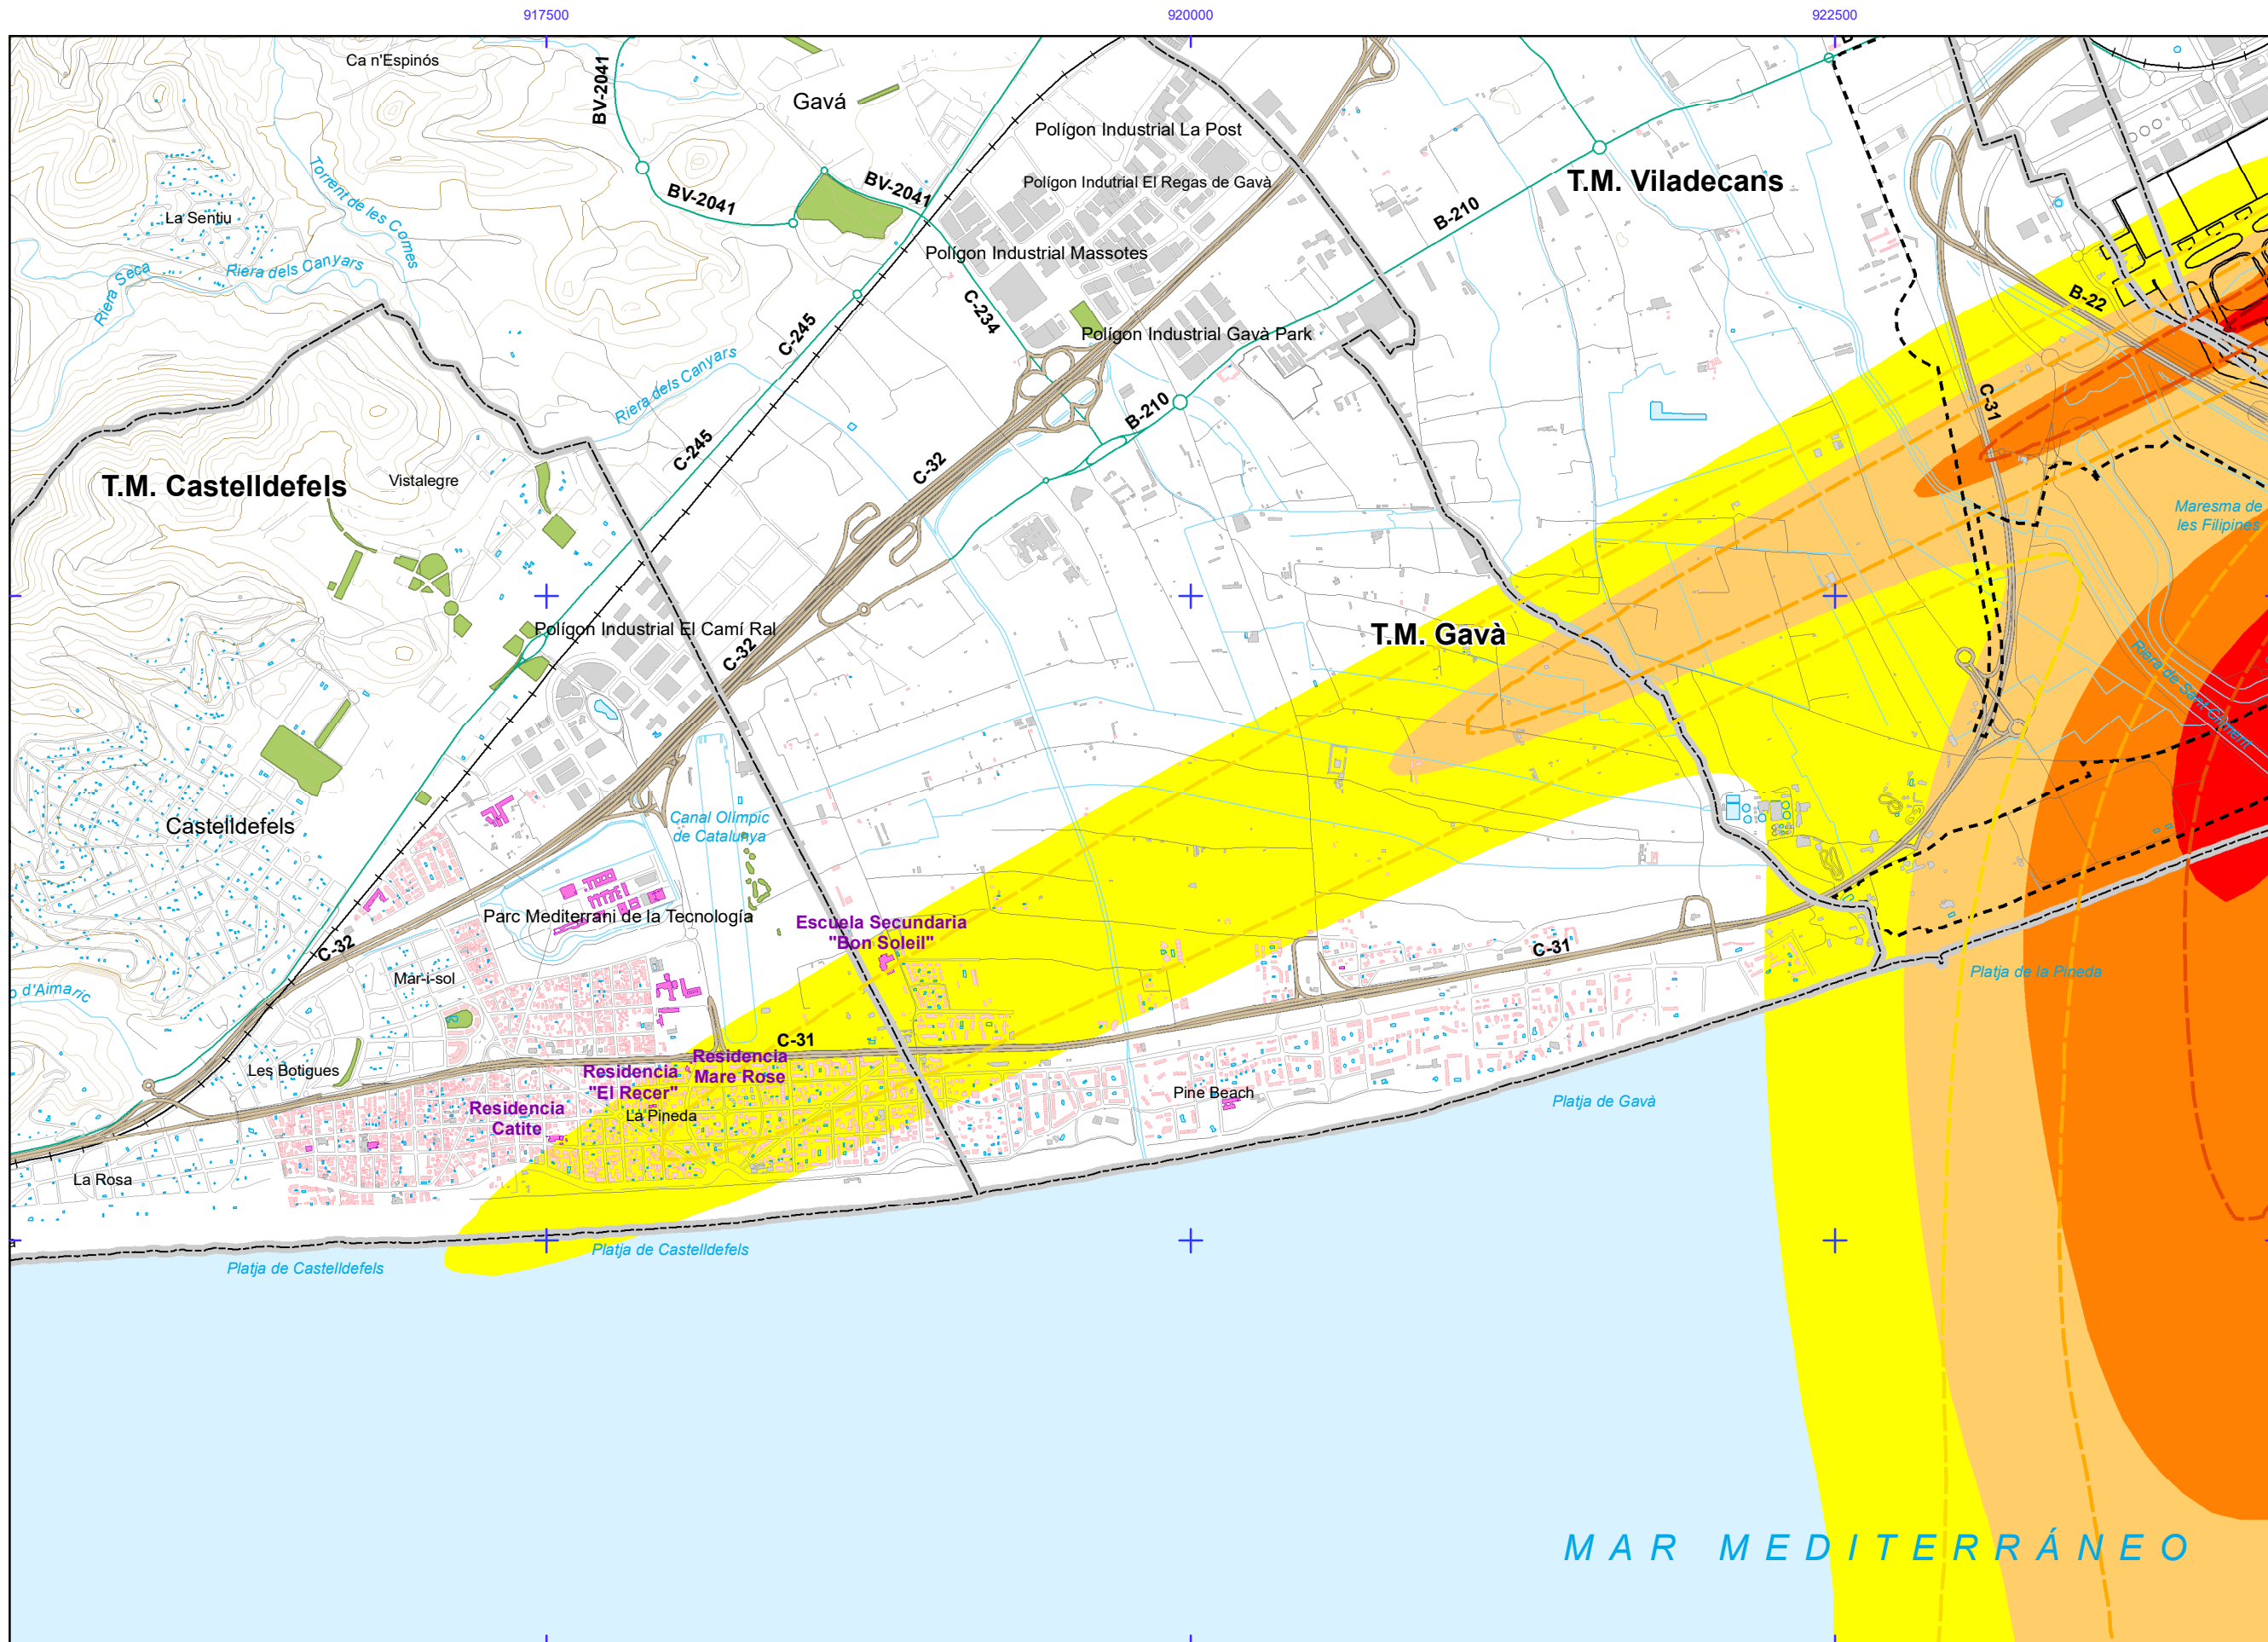 917500
920000
922500
Ca n'Espinós
BV-2041
Gavá
Polígon Industrial La Post
T.M. Viladecans
Polígon Indutrial El Regas de Gavà
BV-2041
BV-2041
B-210
La Sentiu
Torrent de les Comes
Riera dels Canyars
Riera Seca
Polígon Industrial Massotes
C-234
B-22
C-245
Polígon Industrial Gavà Park
Riera dels Canyars
B-210
C-31
C-245
C-32
T.M. Castelldefels
Vistalegre
Maresma de
les Filipines
Polígon Industrial El Camí Ral
C-32
T.M. Gavà
Riera de Sant Climent
Canal Olímpic
de Catalunya
Castelldefels
Parc Mediterrani de la Tecnología
Escuela Secundaria
"Bon Soleil"
C-32
C-31
Mar-i-sol
Platja de la Pineda
o d'Aimaric
C-31
Residencia
Mare Rose
Les Botigues
Residencia
"El Recer"
Residencia
Catite
La Pineda
Pine Beach
Platja de Gavà
La Rosa
a
Platja de Castelldefels
Platja de Castelldefels
MAR MEDITERRÁNEO